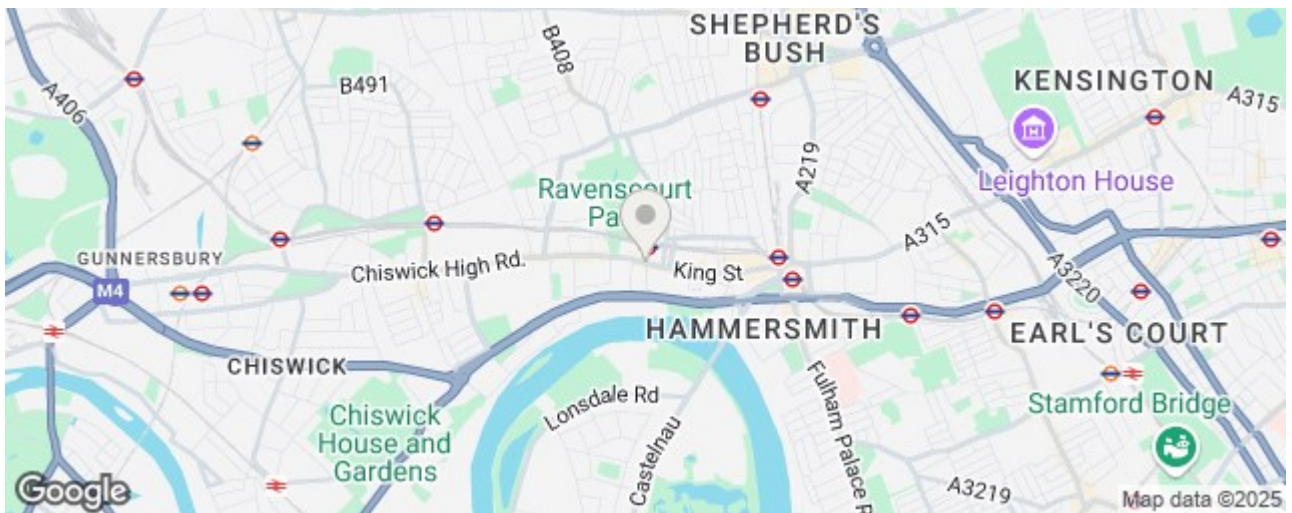 SHEPHERD'S
BUSH
B408
KENSINGTON
A315
B491
A406
A219
Leighton House
Ravenscourt
A315
GUNNERSBURY
Chiswick High Rd.
King St
A3220
M4
HAMMERSMITH
EARL'S COURT
CHISWICK
Lonsdale Rd
Fulham Palace R
Stamford Bridge
Chiswick
House and
Gardens
Castelnau
A3219
Google
Map data ©2025